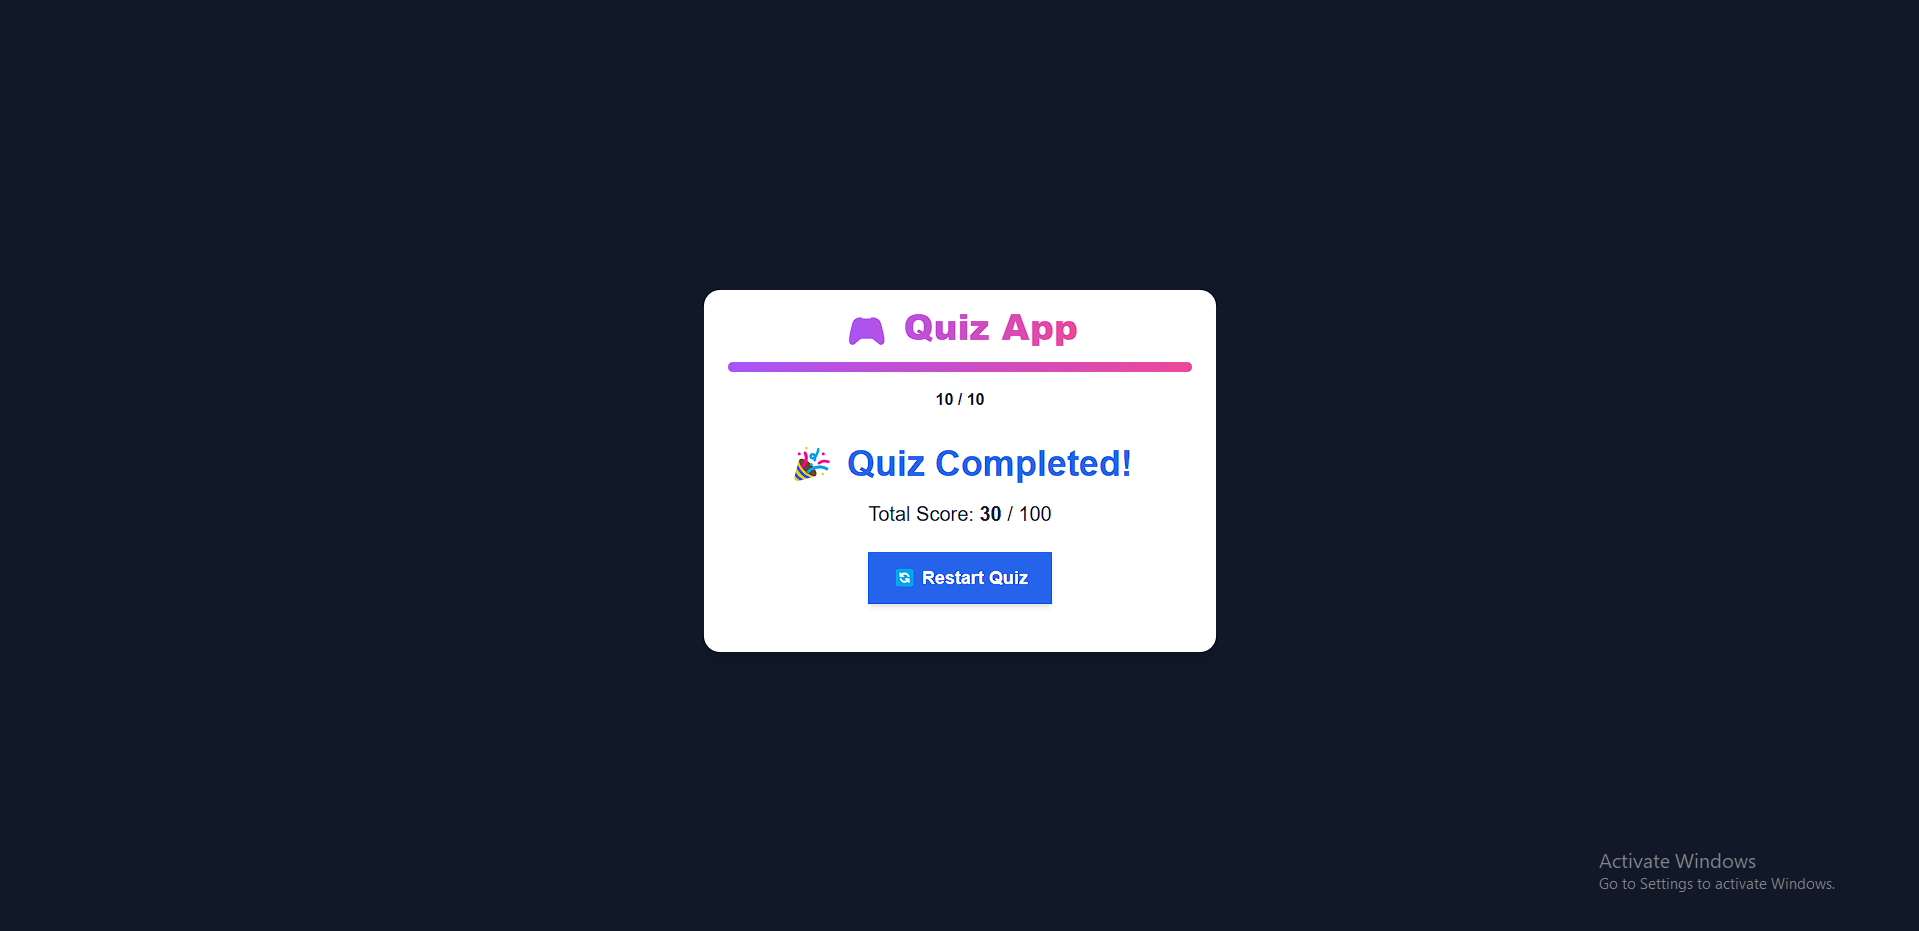 🎮 Quiz App
10 / 10
🎉 Quiz Completed!
Total Score: 30 / 100
🔄 Restart Quiz
Activate Windows
Go to Settings to activate Windows.